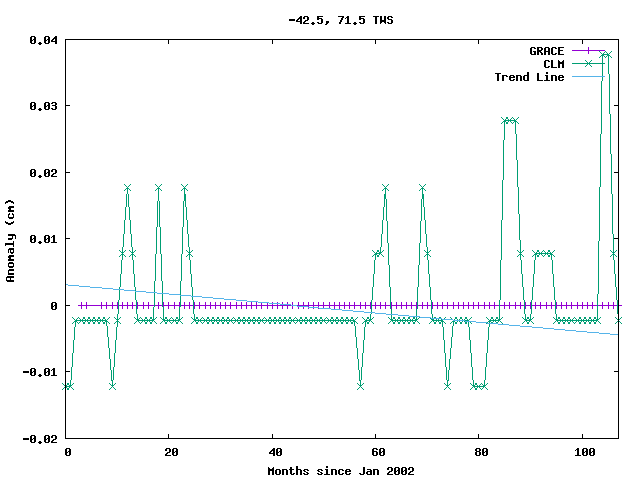 -42.5, 71.5 TWS
GRACE
CLM
Trend Line
0.04
0.03
0.02
0.01
0
-0.01
-0.02
Anomaly (cm)
0 20 40 60 80 100
Months since Jan 2002